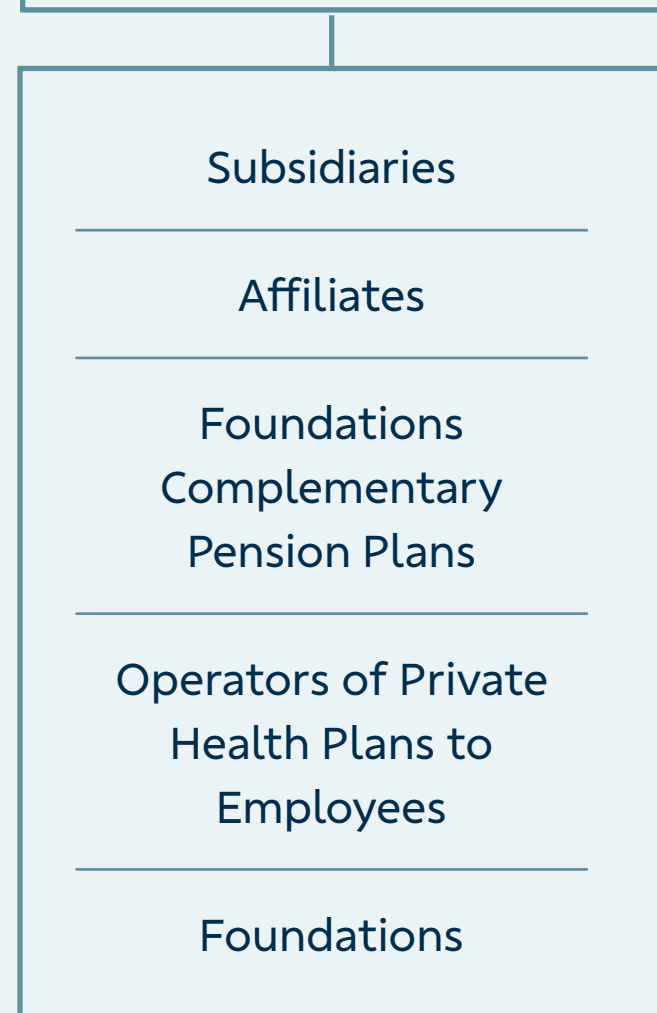 Subsidiaries
Affiliates
Foundations
Complementary
Pension Plans
Operators of Private
Health Plans to
Employees
Foundations